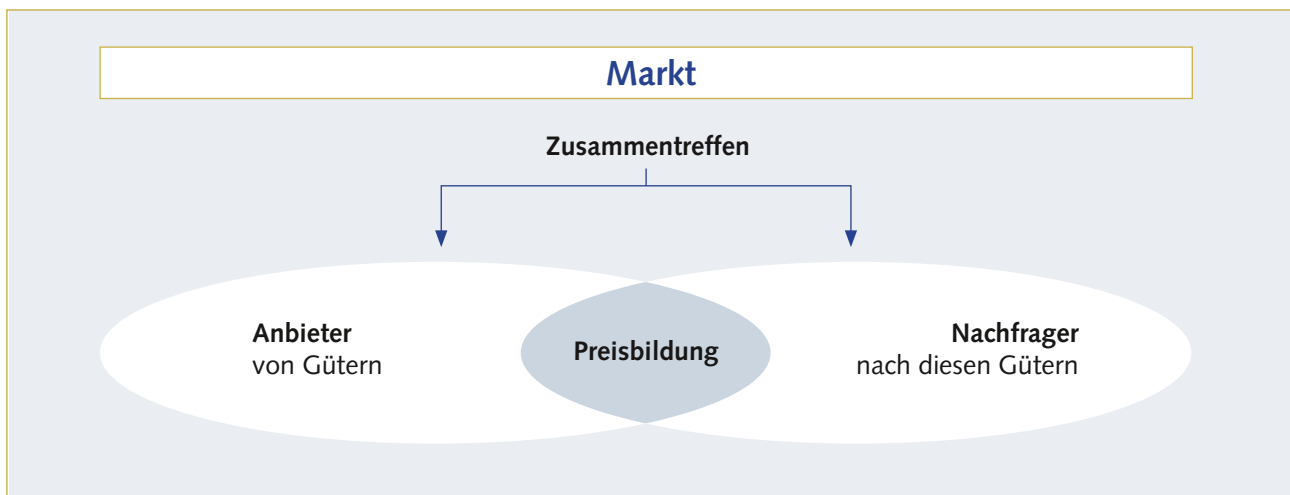 Markt
Zusammentreffen
Anbieter
von Gütern
Preisbildung
Nachfrager
nach diesen Gütern